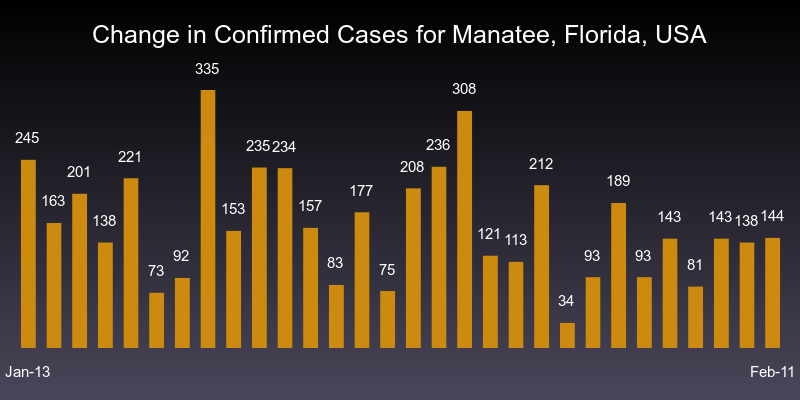 Change in Confirmed Cases for Manatee, Florida, USA
245 163 201 138 221 73 92 335 153 235 234 157 83 177 75 208 236 308 121 113 212 34 93 189 93 143 81 143 138 144
Jan-13 Feb-11